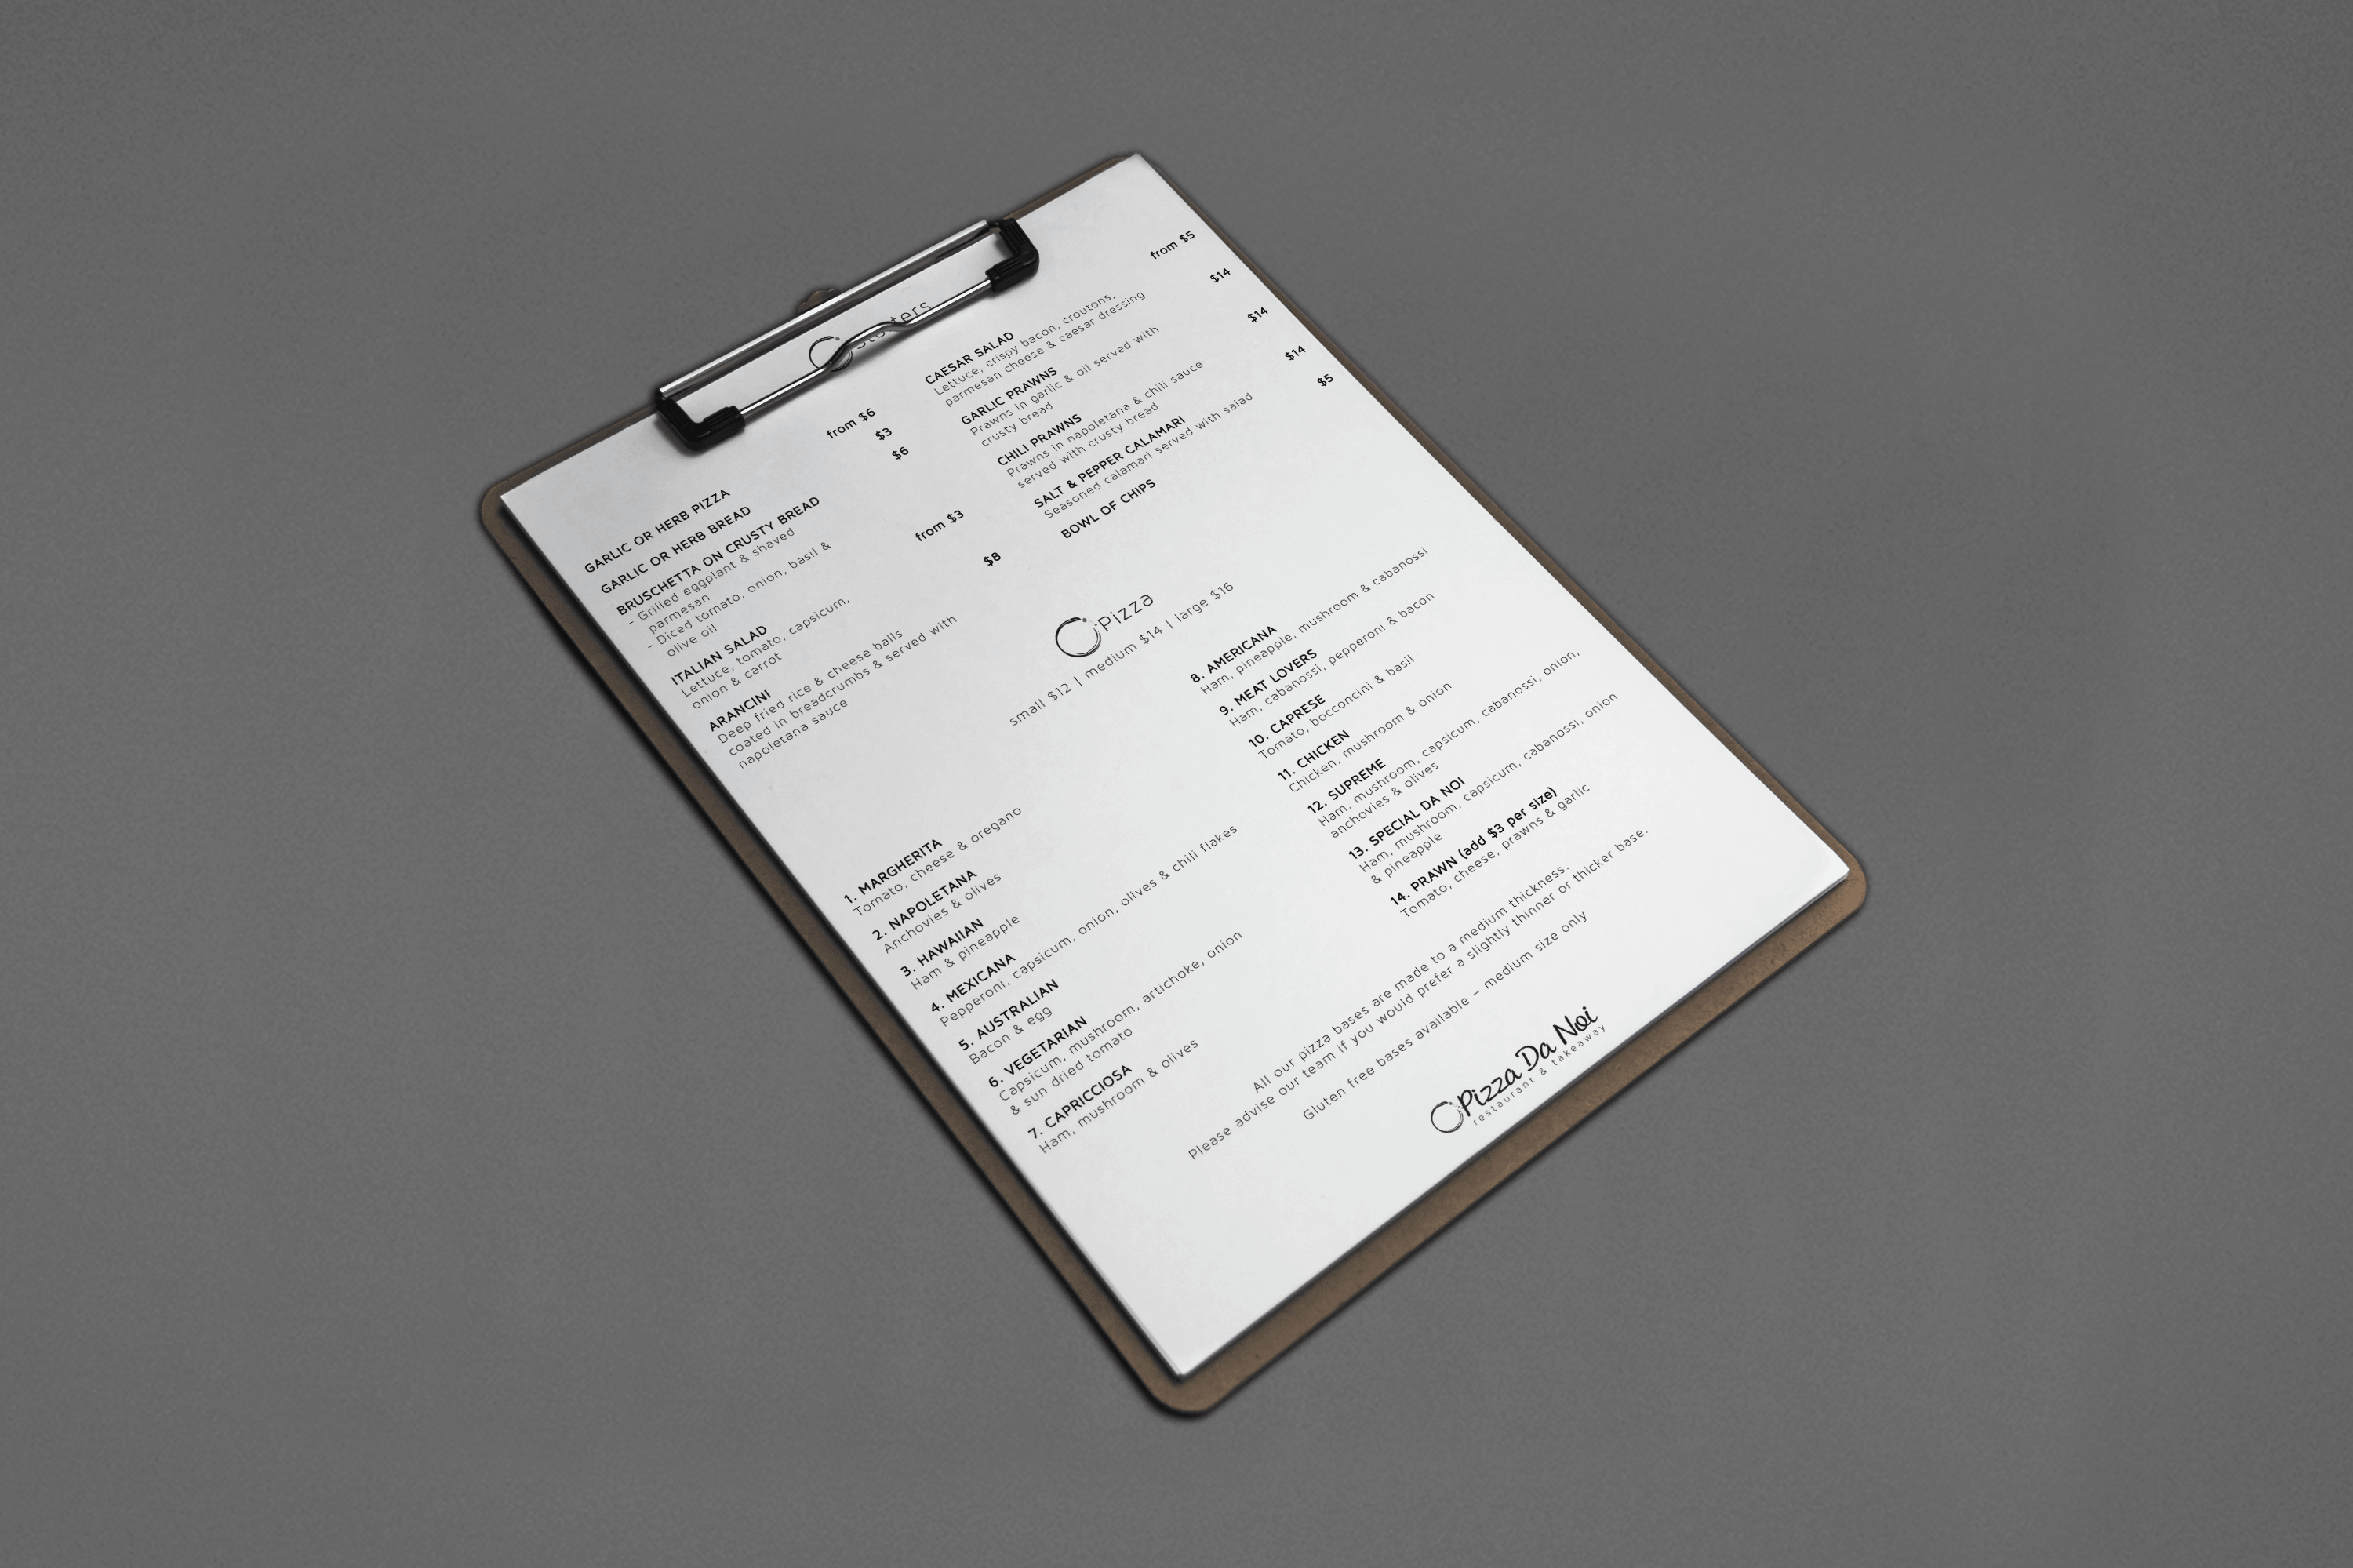 Starters
GARLIC OR HERB PIZZA from $6
GARLIC OR HERB BREAD $3
BRUSCHETTA ON CRUSTY BREAD $6
- Grilled eggplant & shaved
parmesan
- Diced tomato, onion, basil &
olive oil
ITALIAN SALAD from $3
Lettuce, tomato, capsicum,
onion & carrot
ARANCINI $8
Deep fried rice & cheese balls
coated in breadcrumbs & served with
napoletana sauce
CAESAR SALAD from $5
Lettuce, crispy bacon, croutons,
parmesan cheese & caesar dressing
GARLIC PRAWNS $14
Prawns in garlic & oil served with
crusty bread
CHILI PRAWNS $14
Prawns in napoletana & chili sauce
served with crusty bread
SALT & PEPPER CALAMARI $14
Seasoned calamari served with salad
BOWL OF CHIPS $5
Pizza
small $12 | medium $14 | large $16
1. MARGHERITA
Tomato, cheese & oregano
2. NAPOLETANA
Anchovies & olives
3. HAWAIIAN
Ham & pineapple
4. MEXICANA
Pepperoni, capsicum, onion, olives & chili flakes
5. AUSTRALIAN
Bacon & egg
6. VEGETARIAN
Capsicum, mushroom, artichoke, onion
& sun dried tomato
7. CAPRICCIOSA
Ham, mushroom & olives
8. AMERICANA
Ham, pineapple, mushroom & cabanossi
9. MEAT LOVERS
Ham, cabanossi, pepperoni & bacon
10. CAPRESE
Tomato, bocconcini & basil
11. CHICKEN
Chicken, mushroom & onion
12. SUPREME
Ham, mushroom, capsicum, cabanossi, onion,
anchovies & olives
13. SPECIAL DA NOI
Ham, mushroom, capsicum, cabanossi, onion
& pineapple
14. PRAWN (add $3 per size)
Tomato, cheese, prawns & garlic
All our pizza bases are made to a medium thickness.
Please advise our team if you would prefer a slightly thinner or thicker base.
Gluten free bases available – medium size only
Pizza Da Noi
restaurant & takeaway